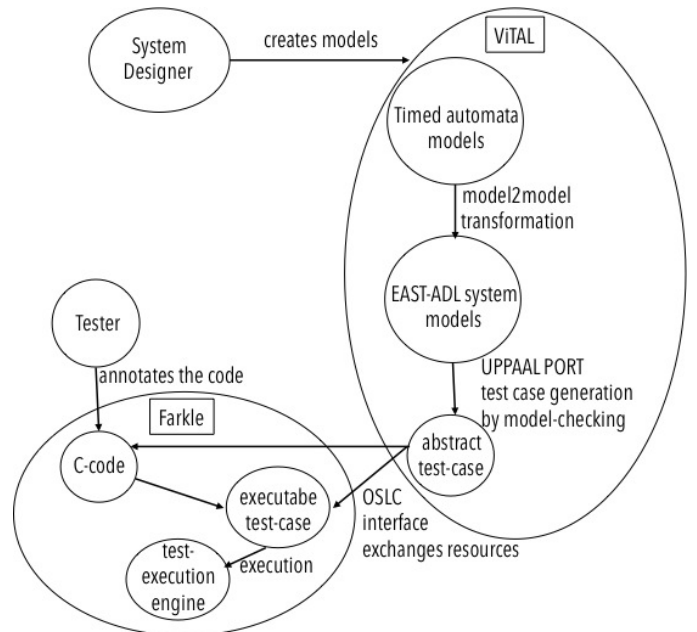 System
Designer
creates models
ViTAL
Timed automata
models
model2model
transformation
EAST-ADL system
models
UPPAAL PORT
test case generation
by model-checking
abstract
test-case
Tester
annotates the code
Farkle
C-code
executabe
test-case
OSLC
interface
exchanges resources
execution
test-
execution
engine